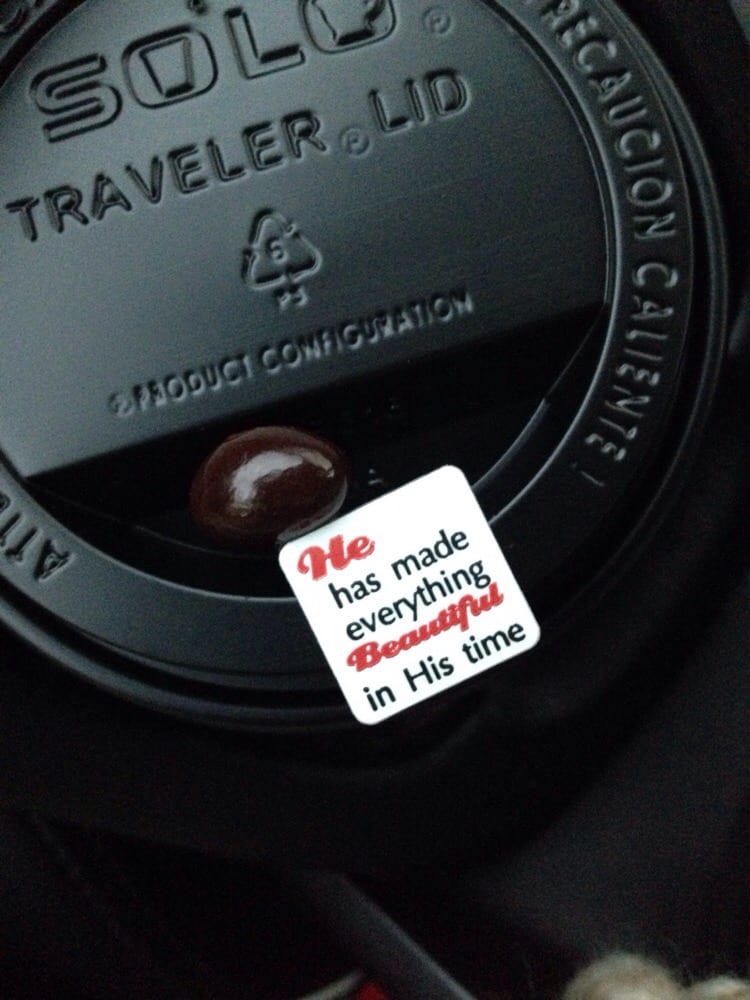 SOLO®
TRAVELER® LID
6
PS
©PRODUCT CONFIGURATION
PRECAUCION CALIENTE!
He
has made
everything
Beautiful
in His time